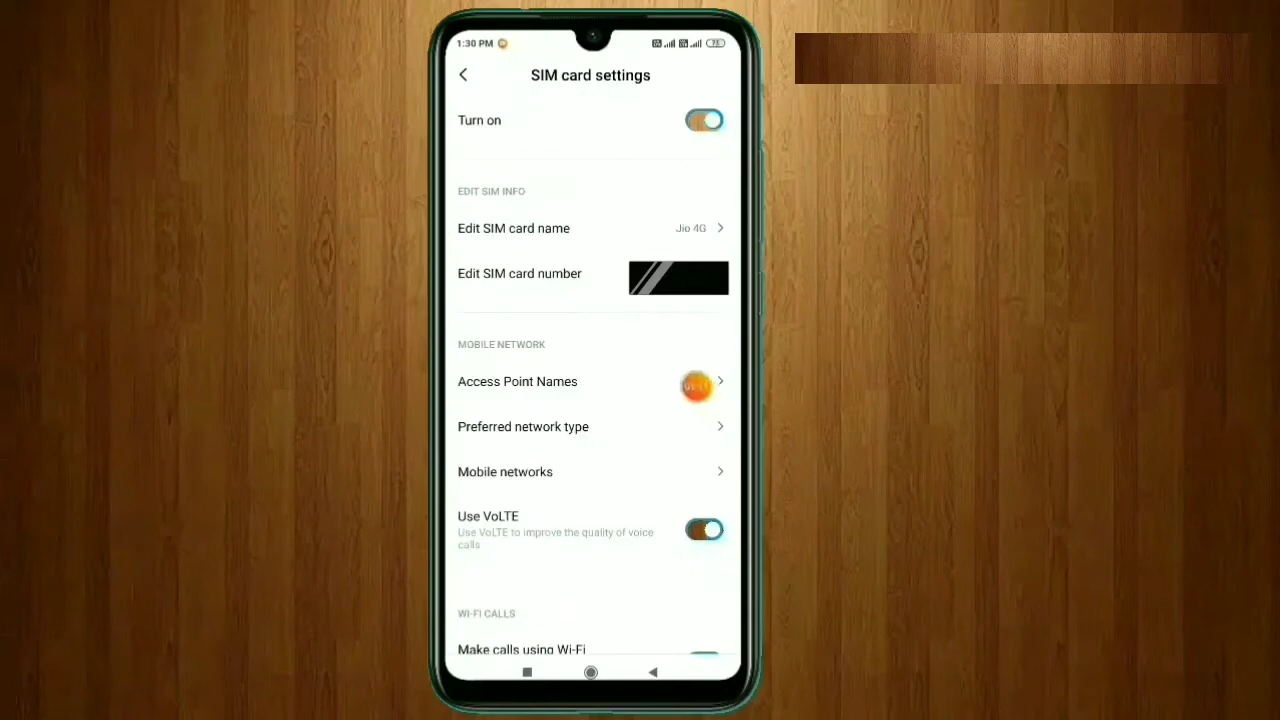 1:30 PM
SIM card settings
Turn on
EDIT SIM INFO
Edit SIM card name
Jio 4G
Edit SIM card number
MOBILE NETWORK
Access Point Names
Preferred network type
Mobile networks
Use VoLTE
Use VoLTE to improve the quality of voice
calls
WI-FI CALLS
Make calls using Wi-Fi